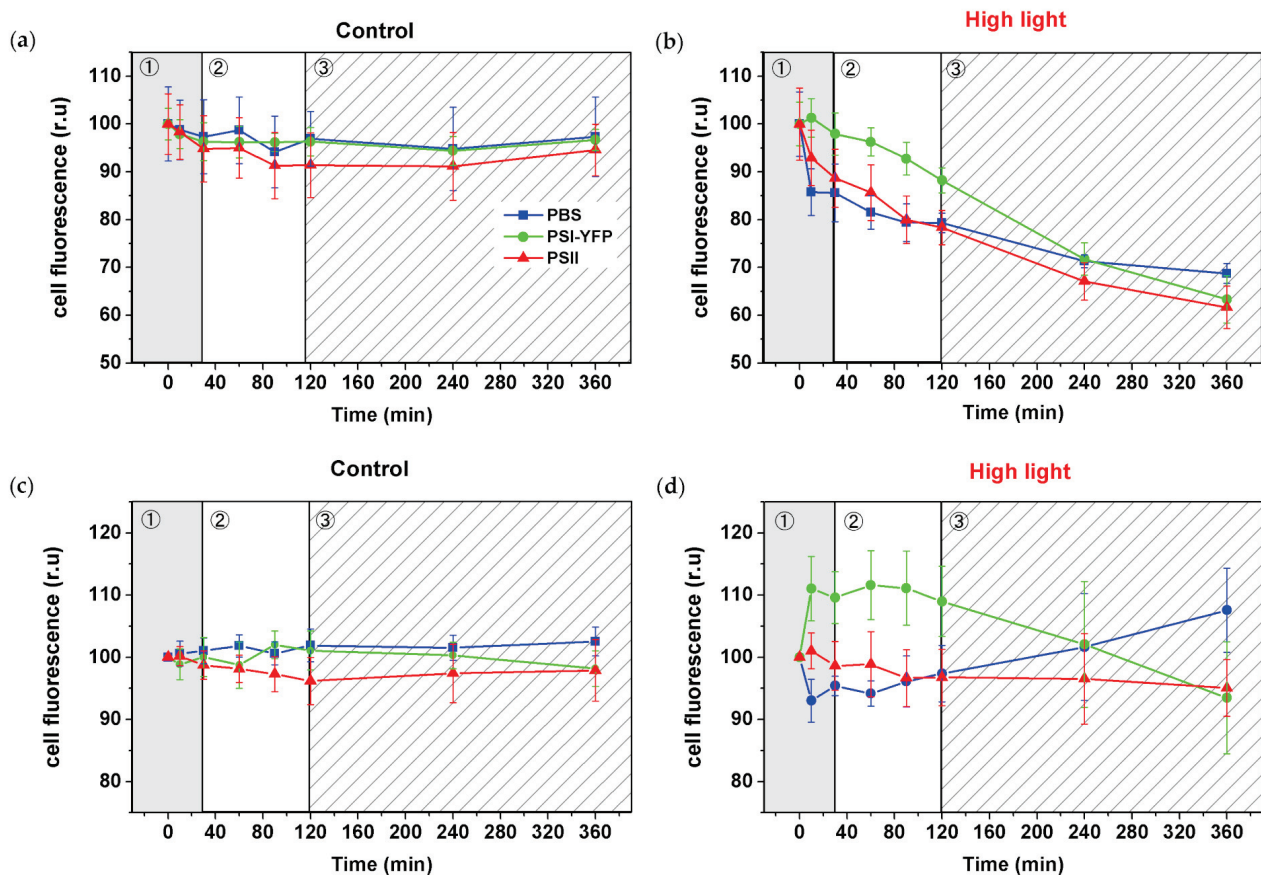 (a)
Control
① ② ③
115
110
100
90
80
70
60
50
cell fluorescence (r.u)
PBS
PSI-YFP
PSII
0 40 80 120 160 200 240 280 320 360
Time (min)
(b)
High light
① ② ③
110
100
90
80
70
60
50
cell fluorescence (r.u)
0 40 80 120 160 200 240 280 320 360
Time (min)
(c)
Control
① ② ③
120
110
100
90
80
cell fluorescence (r.u)
0 40 80 120 160 200 240 280 320 360
Time (min)
(d)
High light
① ② ③
120
110
100
90
80
cell fluorescence (r.u)
0 40 80 120 160 200 240 280 320 360
Time (min)